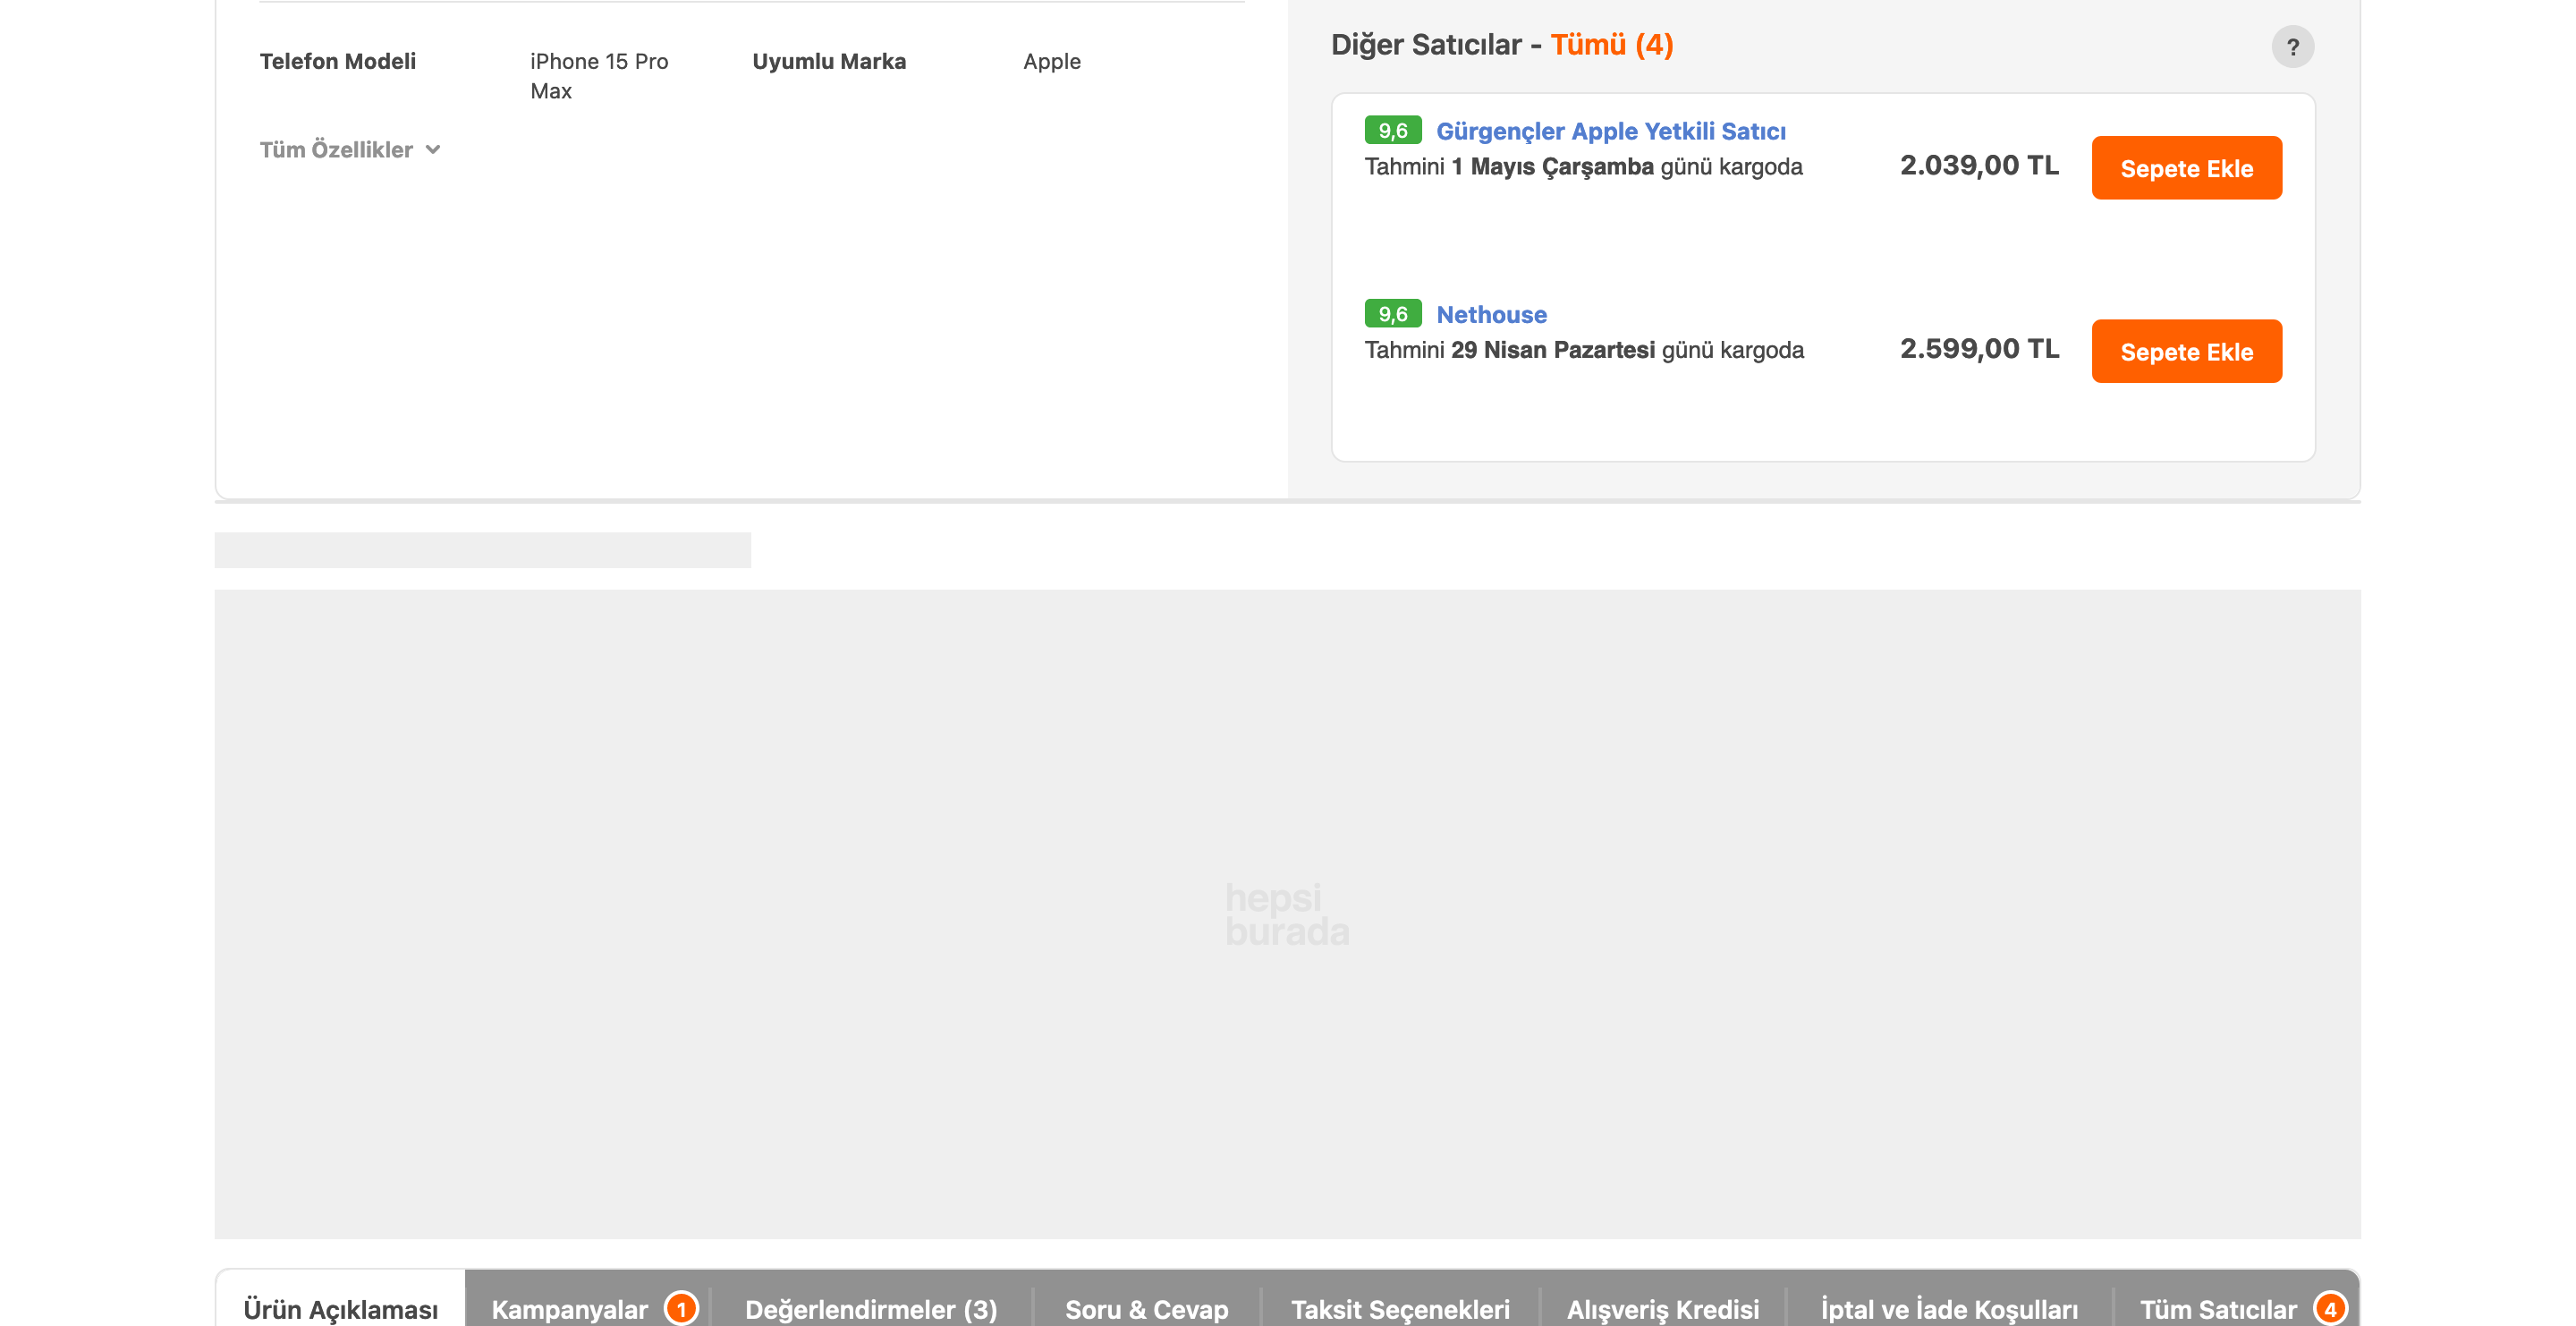 Telefon Modeli
iPhone 15 Pro
Max
Uyumlu Marka
Apple
Tüm Özellikler
Diğer Satıcılar - Tümü (4)
?
9,6 Gürgençler Apple Yetkili Satıcı
Tahmini 1 Mayıs Çarşamba günü kargoda
2.039,00 TL
Sepete Ekle
9,6 Nethouse
Tahmini 29 Nisan Pazartesi günü kargoda
2.599,00 TL
Sepete Ekle
hepsi
burada
Ürün Açıklaması
Kampanyalar 1
Değerlendirmeler (3)
Soru & Cevap
Taksit Seçenekleri
Alışveriş Kredisi
İptal ve İade Koşulları
Tüm Satıcılar 4